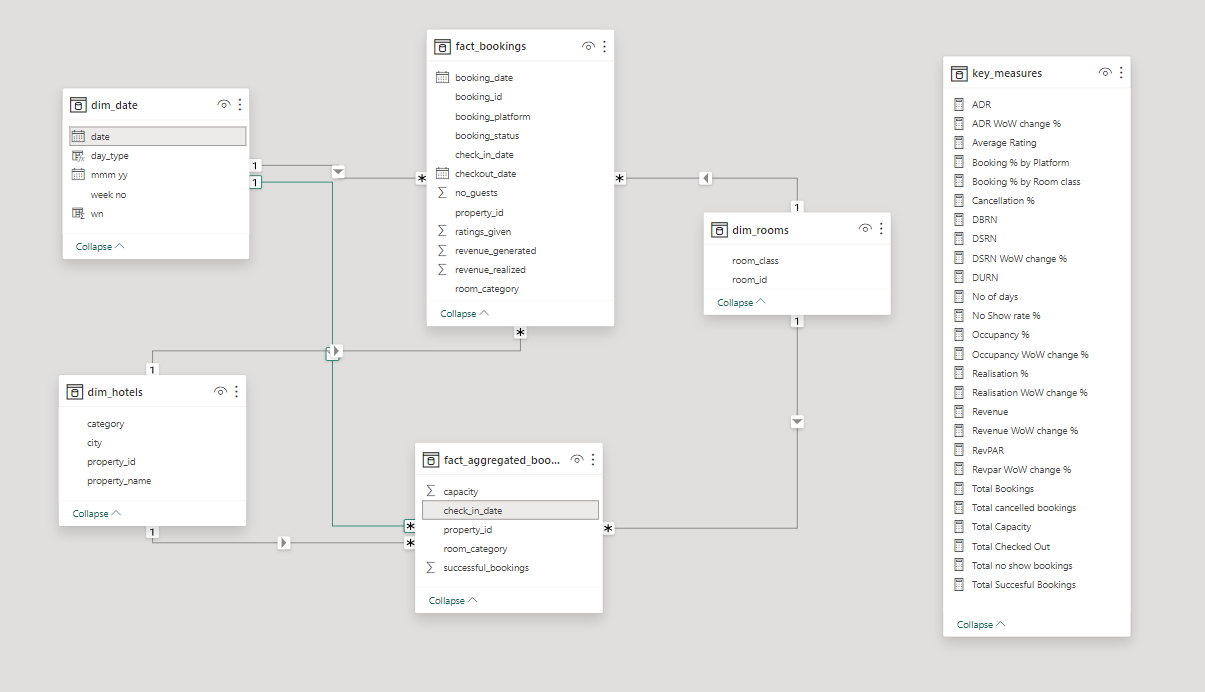 fact_bookings
booking_date
booking_id
booking_platform
booking_status
check_in_date
checkout_date
no_guests
property_id
ratings_given
revenue_generated
revenue_realized
room_category
Collapse
dim_date
date
day_type
mmm yy
week no
wn
Collapse
1
1
*
*
1
*
dim_rooms
room_class
room_id
Collapse
1
1
dim_hotels
category
city
property_id
property_name
Collapse
1
fact_aggregated_boo...
capacity
check_in_date
property_id
room_category
successful_bookings
Collapse
*
*
*
key_measures
ADR
ADR WoW change %
Average Rating
Booking % by Platform
Booking % by Room class
Cancellation %
DBRN
DSRN
DSRN WoW change %
DURN
No of days
No Show rate %
Occupancy %
Occupancy WoW change %
Realisation %
Realisation WoW change %
Revenue
Revenue WoW change %
RevPAR
Revpar WoW change %
Total Bookings
Total cancelled bookings
Total Capacity
Total Checked Out
Total no show bookings
Total Succesful Bookings
Collapse